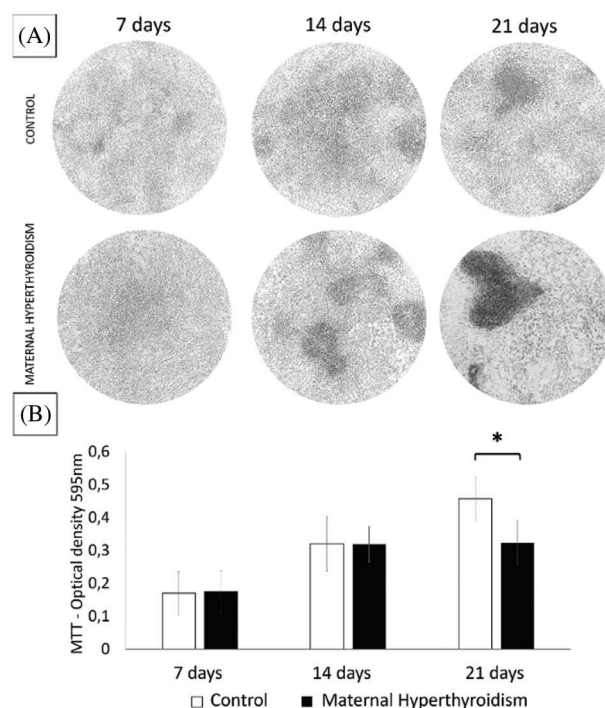 (A)
7 days 14 days 21 days
CONTROL
MATERNAL HYPERTHYROIDISM
(B)
MTT - Optical density 595nm
0,6
0,5
0,4
0,3
0,2
0,1
0
*
7 days 14 days 21 days
Control Maternal Hyperthyroidism